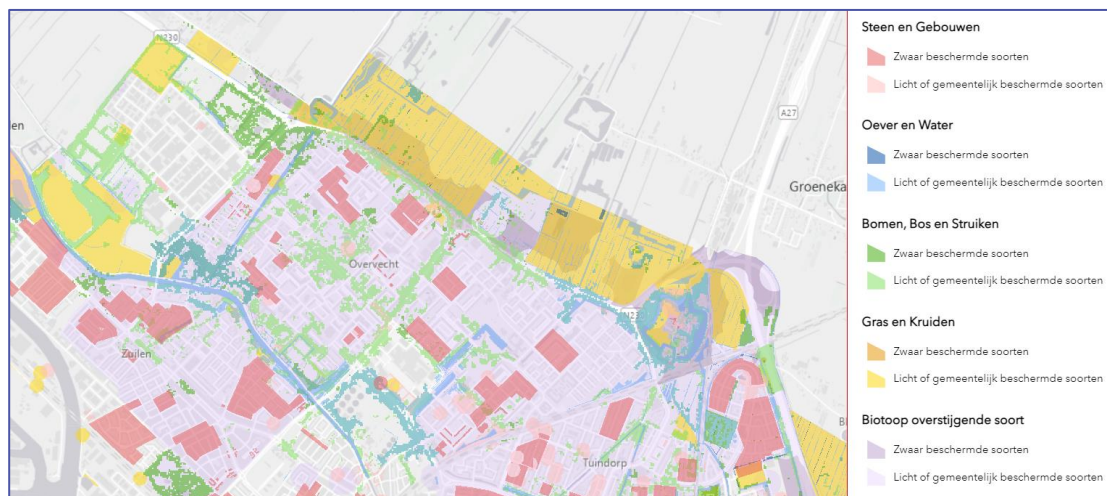 N230
A27
Groeneka
Overvecht
N23
Zuilen
Tuindorp
Steen en Gebouwen
Zwaar beschermde soorten
Licht of gemeentelijk beschermde soorten
Oever en Water
Zwaar beschermde soorten
Licht of gemeentelijk beschermde soorten
Bomen, Bos en Struiken
Zwaar beschermde soorten
Licht of gemeentelijk beschermde soorten
Gras en Kruiden
Zwaar beschermde soorten
Licht of gemeentelijk beschermde soorten
Biotoop overstijgende soort
Zwaar beschermde soorten
Licht of gemeentelijk beschermde soorten